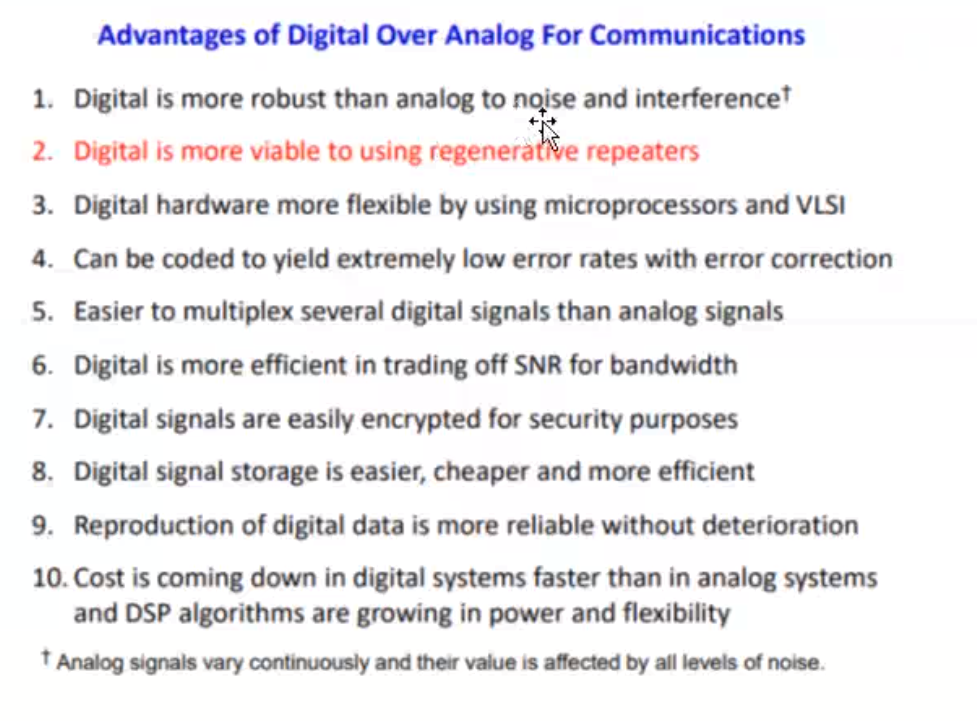 Advantages of Digital Over Analog For Communications
1. Digital is more robust than analog to noise and interference†
2. Digital is more viable to using regenerative repeaters
3. Digital hardware more flexible by using microprocessors and VLSI
4. Can be coded to yield extremely low error rates with error correction
5. Easier to multiplex several digital signals than analog signals
6. Digital is more efficient in trading off SNR for bandwidth
7. Digital signals are easily encrypted for security purposes
8. Digital signal storage is easier, cheaper and more efficient
9. Reproduction of digital data is more reliable without deterioration
10. Cost is coming down in digital systems faster than in analog systems
and DSP algorithms are growing in power and flexibility
† Analog signals vary continuously and their value is affected by all levels of noise.